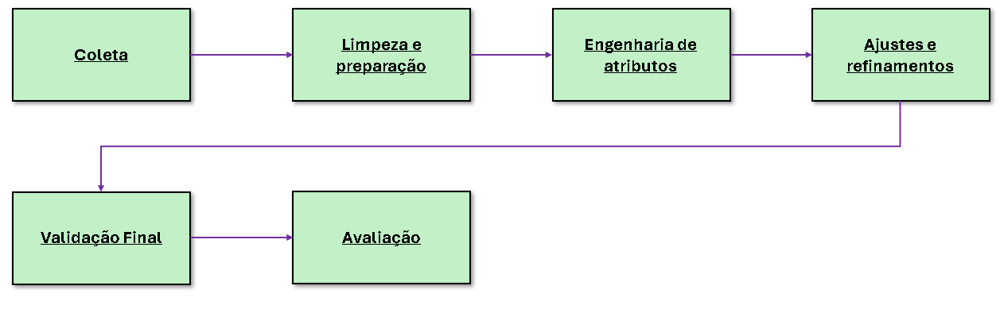 Coleta
Limpeza e
preparação
Engenharia de
atributos
Ajustes e
refinamentos
Validação Final
Avaliação